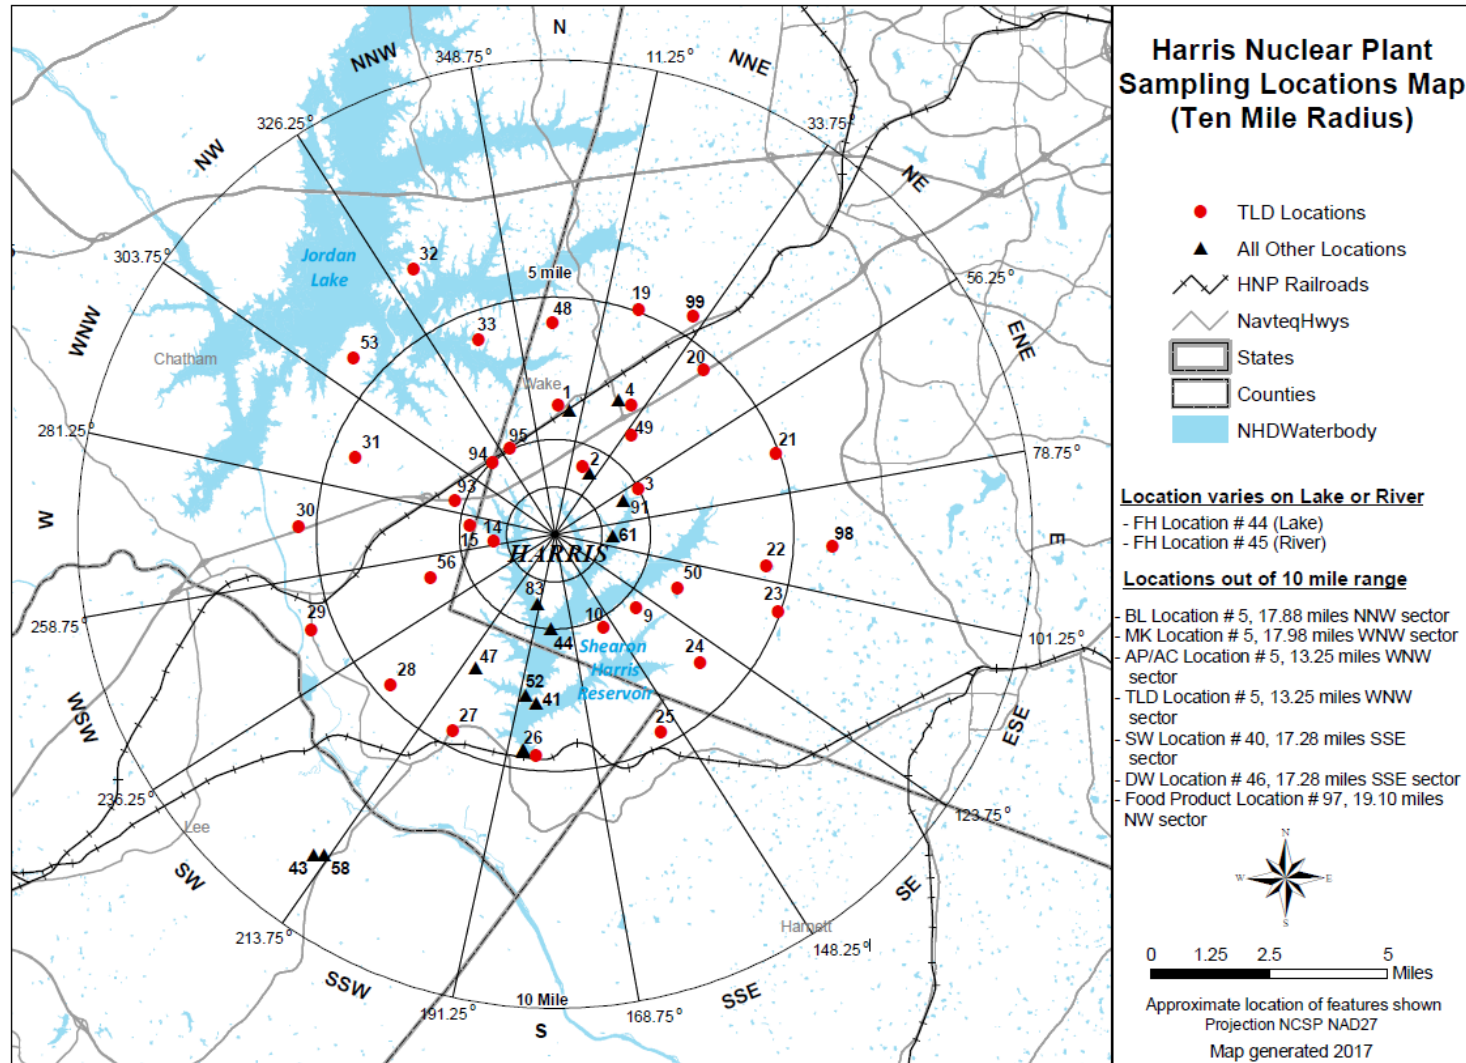 N
NNW
348.75°
11.25°
NNE
Harris Nuclear Plant
Sampling Locations Map
(Ten Mile Radius)
326.25°
33.75°
NW
NE
TLD Locations
All Other Locations
HNP Railroads
NavteqHwys
States
Counties
NHDWaterbody
303.75°
Jordan
Lake
32
5 mile
56.25°
19
99
48
33
WNW
ENE
53
Chatham
20
Wake
1
4
281.25°
49
95
21
78.75°
31
94
2
93
3
91
Location varies on Lake or River
- FH Location # 44 (Lake)
- FH Location # 45 (River)
W
30
14
15
61
98
E
HARRIS
22
56
50
83
23
Locations out of 10 mile range
- BL Location # 5, 17.88 miles NNW sector
- MK Location # 5, 17.98 miles WNW sector
- AP/AC Location # 5, 13.25 miles WNW
sector
- TLD Location # 5, 13.25 miles WNW
sector
- SW Location # 40, 17.28 miles SSE
sector
- DW Location # 46, 17.28 miles SSE sector
- Food Product Location # 97, 19.10 miles
NW sector
258.75°
29
10
9
101.25°
44
Shearon
Harris
Reservoir
24
47
28
52
41
WSW
27
26
25
ESE
236.25°
123.75°
Lee
43
58
SW
SE
N
W
E
S
Harnett
213.75°
148.25°
SSW
10 Mile
SSE
191.25°
S
168.75°
0 1.25 2.5 5
Miles
Approximate location of features shown
Projection NCSP NAD27
Map generated 2017